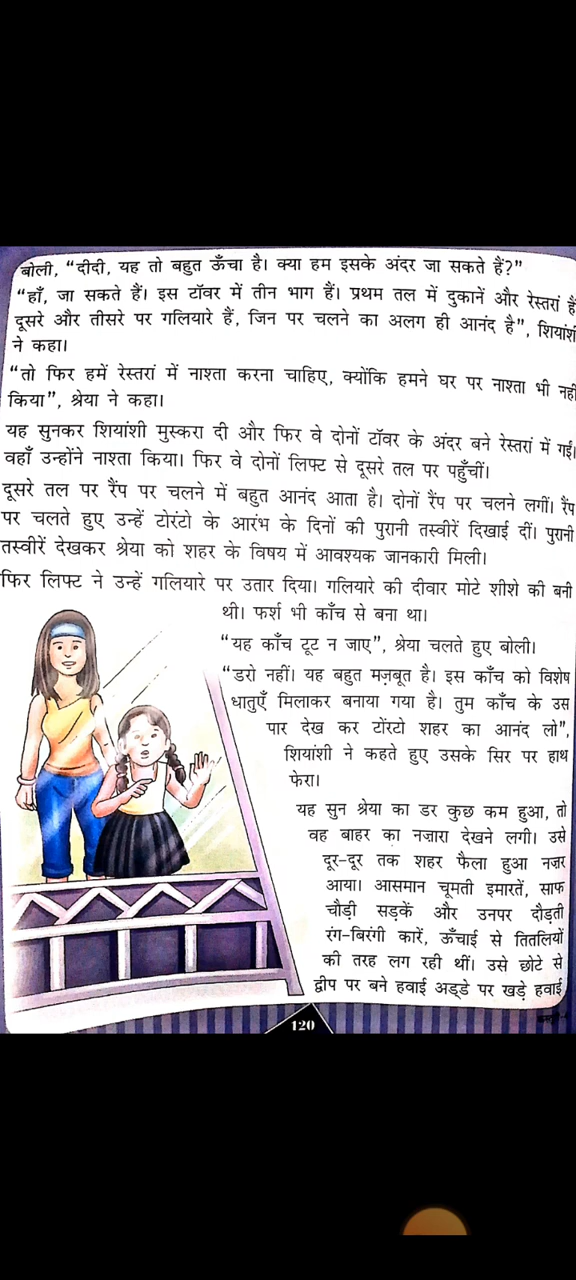 बोली, “दीदी, यह तो बहुत ऊँचा है। क्या हम इसके अंदर जा सकते हैं?”
“हाँ, जा सकते हैं। इस टॉवर में तीन भाग हैं। प्रथम तल में दुकानें और रेस्तरां हैं
दूसरे और तीसरे पर गलियारे हैं, जिन पर चलने का अलग ही आनंद है”, शियांशी
ने कहा।
“तो फिर हमें रेस्तरां में नाश्ता करना चाहिए, क्योंकि हमने घर पर नाश्ता भी नहीं
किया”, श्रेया ने कहा।
यह सुनकर शियांशी मुस्करा दी और फिर वे दोनों टॉवर के अंदर बने रेस्तरां में गईं।
वहाँ उन्होंने नाश्ता किया। फिर वे दोनों लिफ्ट से दूसरे तल पर पहुँचीं।
दूसरे तल पर रैंप पर चलने में बहुत आनंद आता है। दोनों रैंप पर चलने लगीं। रैंप
पर चलते हुए उन्हें टोरंटो के आरंभ के दिनों की पुरानी तस्वीरें दिखाई दीं। पुरानी
तस्वीरें देखकर श्रेया को शहर के विषय में आवश्यक जानकारी मिली।
फिर लिफ्ट ने उन्हें गलियारे पर उतार दिया। गलियारे की दीवार मोटे शीशे की बनी
थी। फर्श भी काँच से बना था।
“यह काँच टूट न जाए”, श्रेया चलते हुए बोली।
“डरो नहीं। यह बहुत मज़बूत है। इस काँच को विशेष
धातुएँ मिलाकर बनाया गया है। तुम काँच के उस
पार देख कर टोंरटो शहर का आनंद लो”,
शियांशी ने कहते हुए उसके सिर पर हाथ
फेरा।
यह सुन श्रेया का डर कुछ कम हुआ, तो
वह बाहर का नज़ारा देखने लगी। उसे
दूर-दूर तक शहर फैला हुआ नजर
आया। आसमान चूमती इमारतें, साफ
चौड़ी सड़कें और उनपर दौड़ती
रंग-बिरंगी कारें, ऊँचाई से तितलियों
की तरह लग रही थीं। उसे छोटे से
द्वीप पर बने हवाई अड्डे पर खड़े हवाई
120